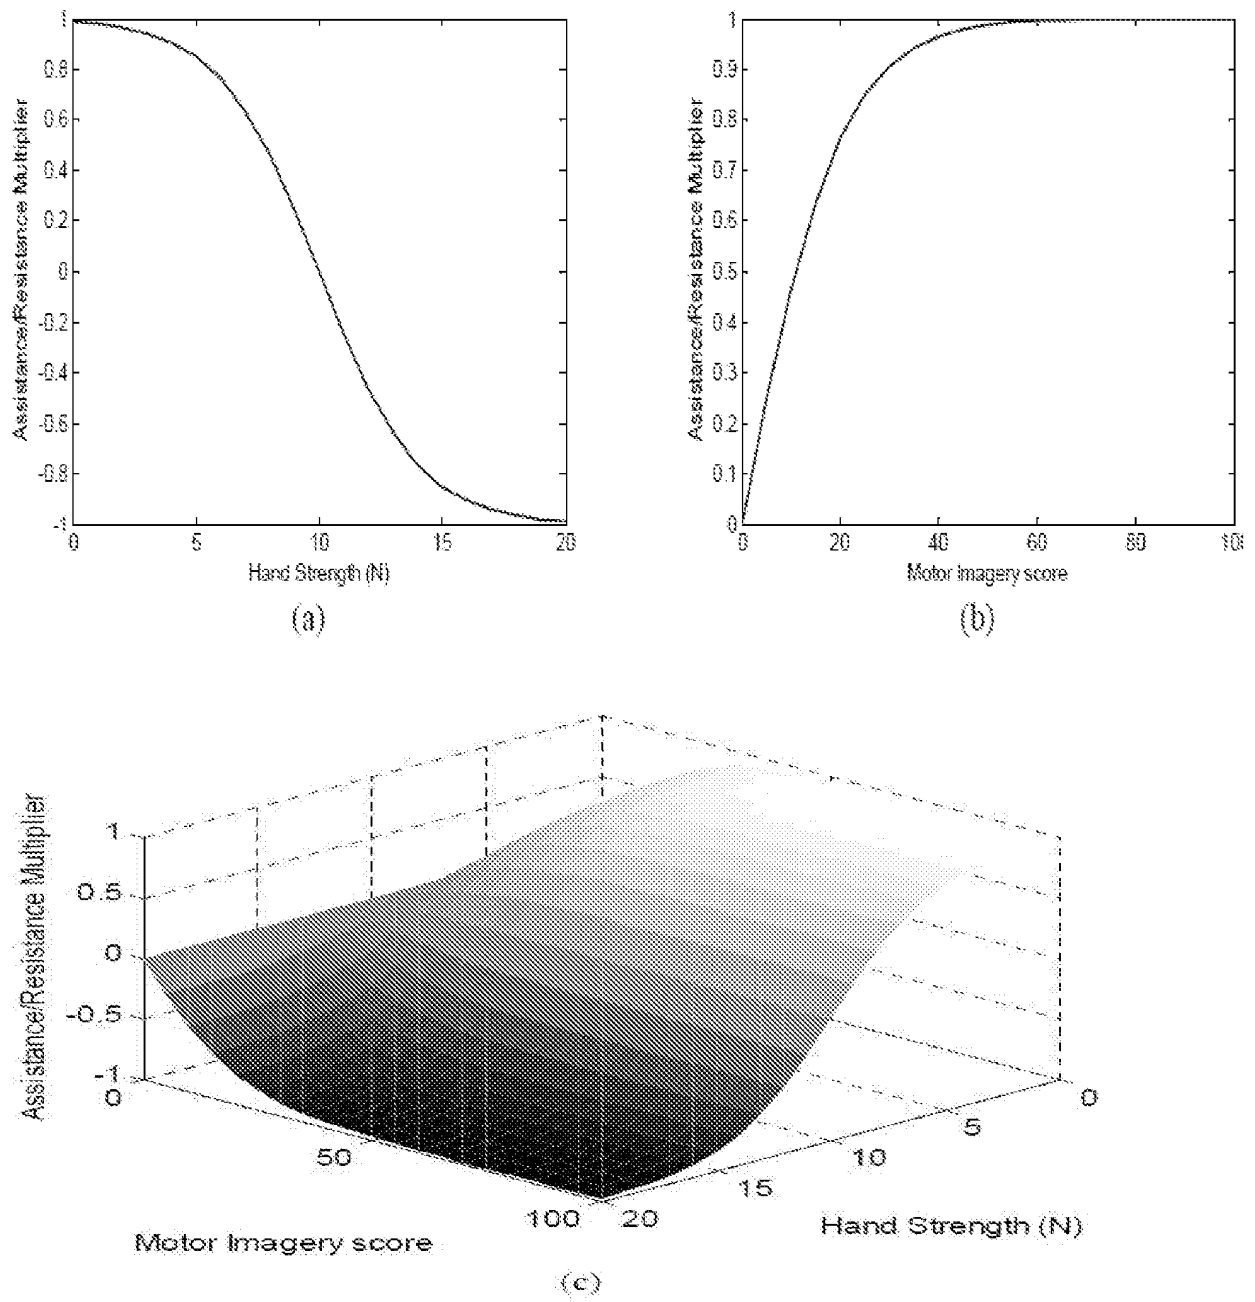 1
0.8
0.6
0.4
0.2
0
-0.2
-0.4
-0.6
-0.8
-1
Assistance/Resistance Multiplier
0 5 10 15 20
Hand Strength (N)
(a)
1
0.9
0.8
0.7
0.6
0.5
0.4
0.3
0.2
0.1
0
Assistance/Resistance Multiplier
0 20 40 60 80 100
Motor Imagery score
(b)
1
0.5
0
-0.5
-1
Assistance/Resistance Multiplier
0 50 100
Motor Imagery score
20 15 10 5 0
Hand Strength (N)
(c)